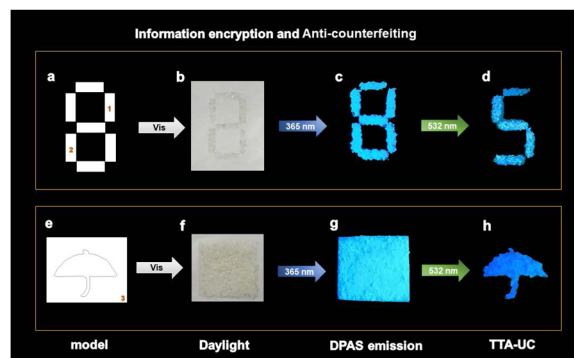 Information encryption and Anti-counterfeiting
a
b
c
d
1
2
Vis
365 nm
532 nm
e
f
g
h
3
Vis
365 nm
532 nm
model
Daylight
DPAS emission
TTA-UC